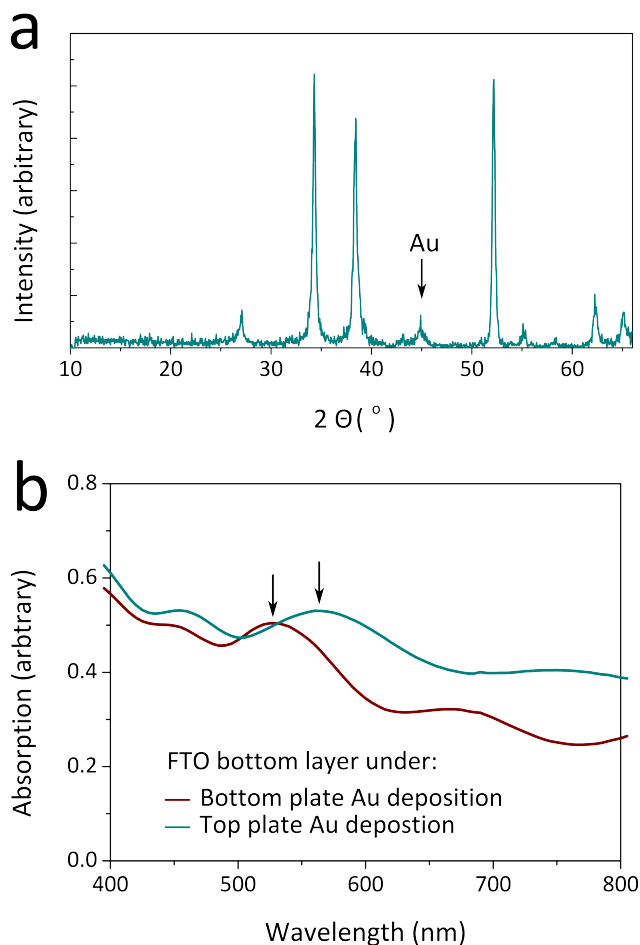 a
Intensity (arbitrary)
Au
10 20 30 40 50 60
2 Θ( °)
b
Absorption (arbtrary)
0.8
0.6
0.4
0.2
0.0
FTO bottom layer under:
Bottom plate Au deposition
Top plate Au depostion
400 500 600 700 800
Wavelength (nm)